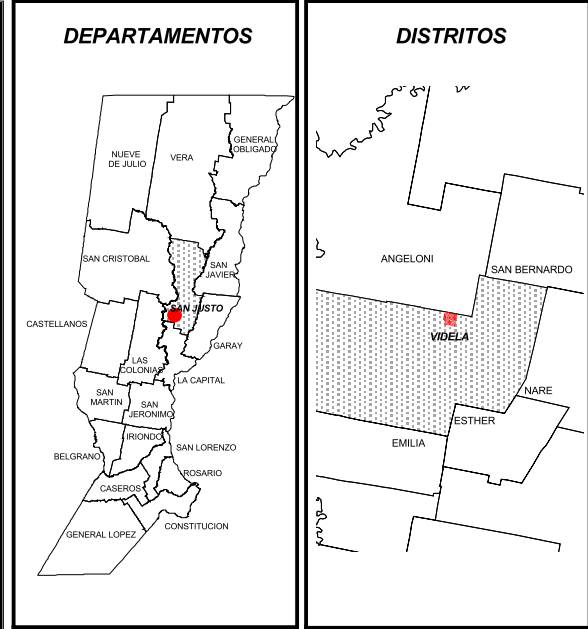 DEPARTAMENTOS
NUEVE
DE JULIO
VERA
GENERAL
OBLIGADO
SAN CRISTOBAL
SAN
JAVIER
SAN JUSTO
CASTELLANOS
GARAY
LAS
COLONIAS
LA CAPITAL
SAN
MARTIN
SAN
JERONIMO
IRIONDO
SAN LORENZO
BELGRANO
ROSARIO
CASEROS
CONSTITUCION
GENERAL LOPEZ
DISTRITOS
ANGELONI
SAN BERNARDO
VIDELA
NARE
ESTHER
EMILIA